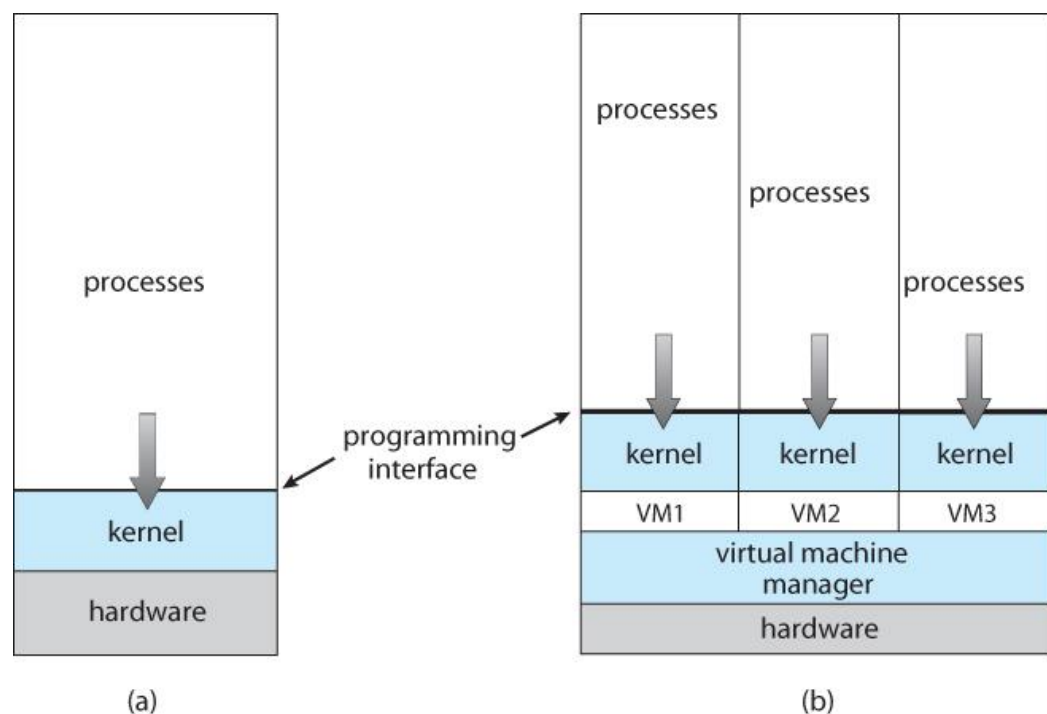 processes
kernel
hardware
(a)
programming
interface
processes
processes
processes
kernel kernel kernel
VM1 VM2 VM3
virtual machine
manager
hardware
(b)